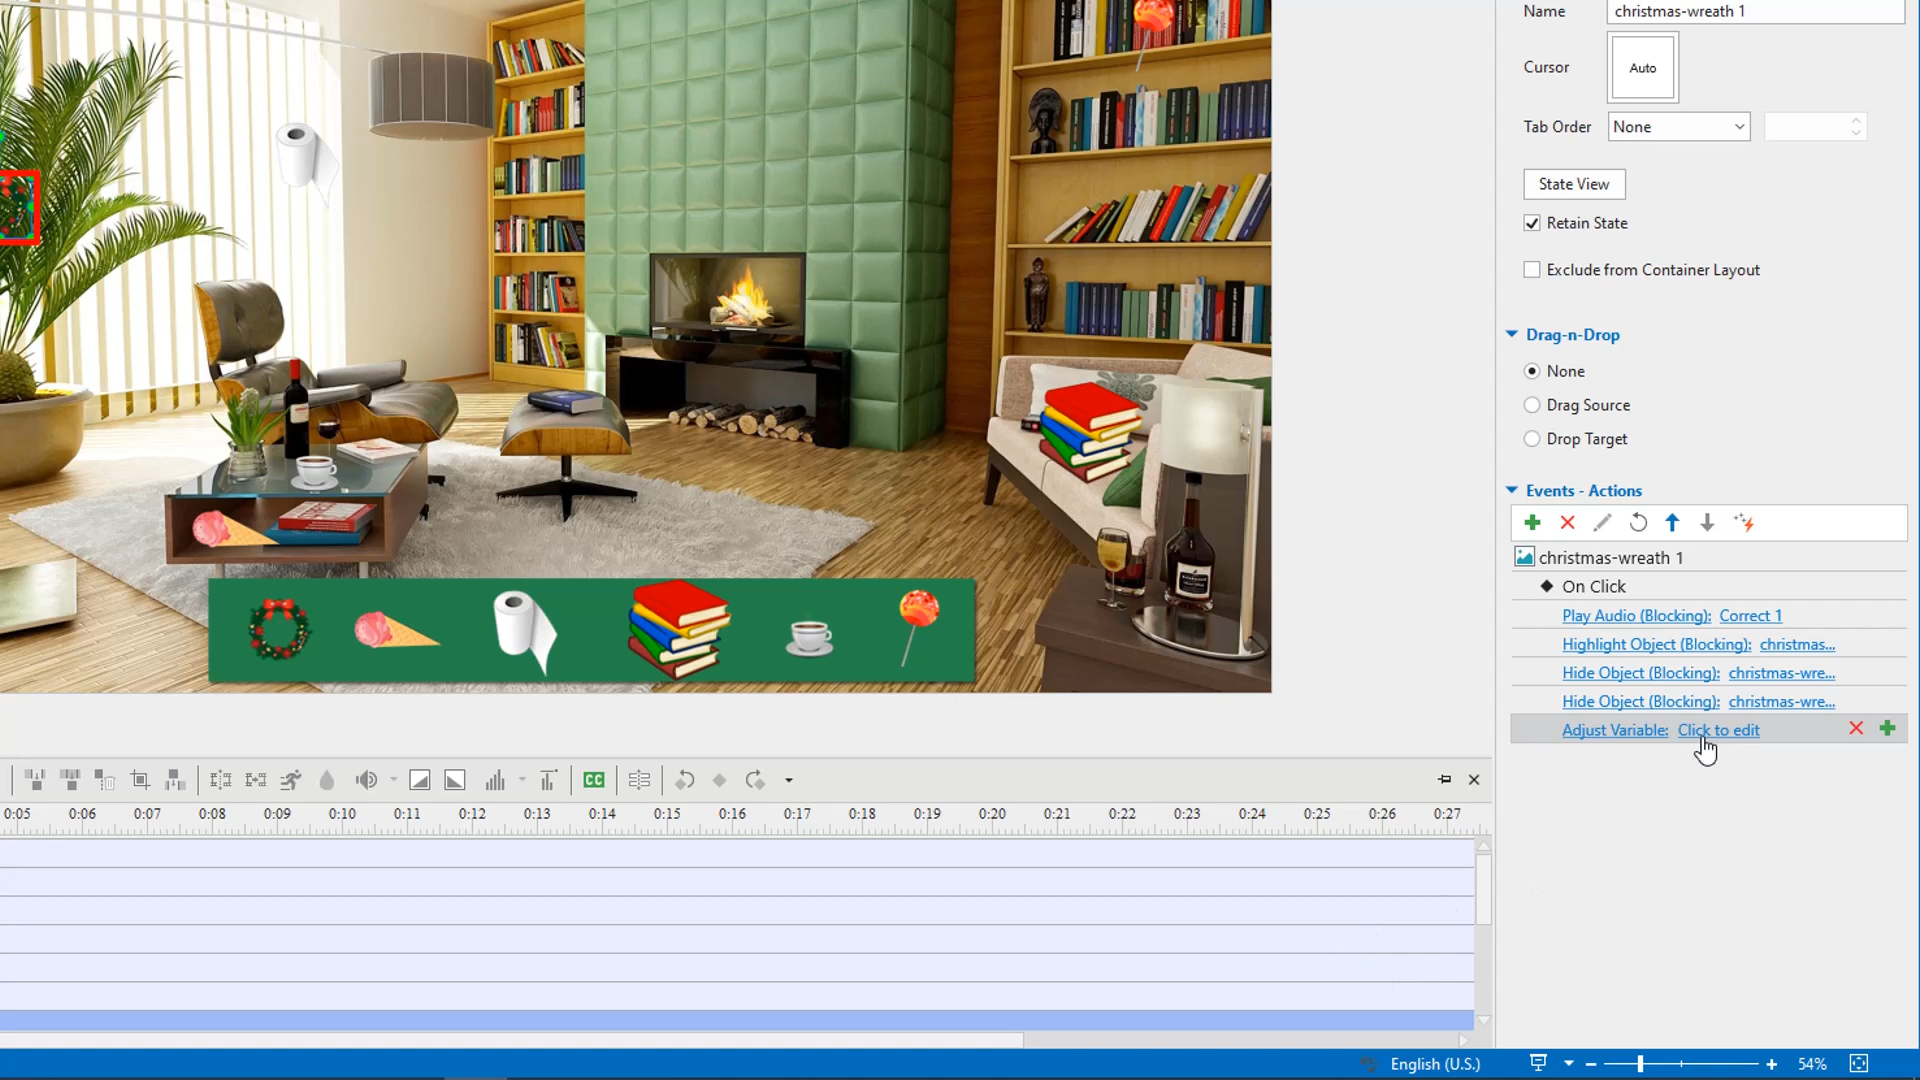 Name christmas-wreath 1
Cursor Auto
Tab Order None
State View
Retain State
Exclude from Container Layout
Drag-n-Drop
None
Drag Source
Drop Target
Events - Actions
christmas-wreath 1
On Click
Play Audio (Blocking): Correct 1
Highlight Object (Blocking): christmas...
Hide Object (Blocking): christmas-wre...
Hide Object (Blocking): christmas-wre...
Adjust Variable: Click to edit
CC
0:05 0:06 0:07 0:08 0:09 0:10 0:11 0:12 0:13 0:14 0:15 0:16 0:17 0:18 0:19 0:20 0:21 0:22 0:23 0:24 0:25 0:26 0:27
English (U.S.) 54%